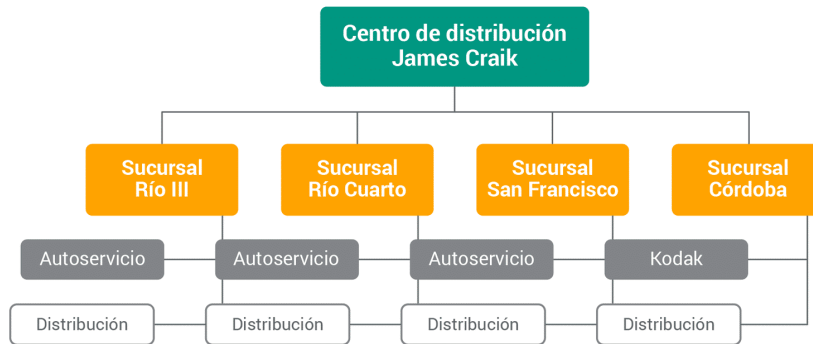 Centro de distribución
James Craik
Sucursal
Río III
Sucursal
Río Cuarto
Sucursal
San Francisco
Sucursal
Córdoba
Autoservicio
Autoservicio
Autoservicio
Kodak
Distribución
Distribución
Distribución
Distribución